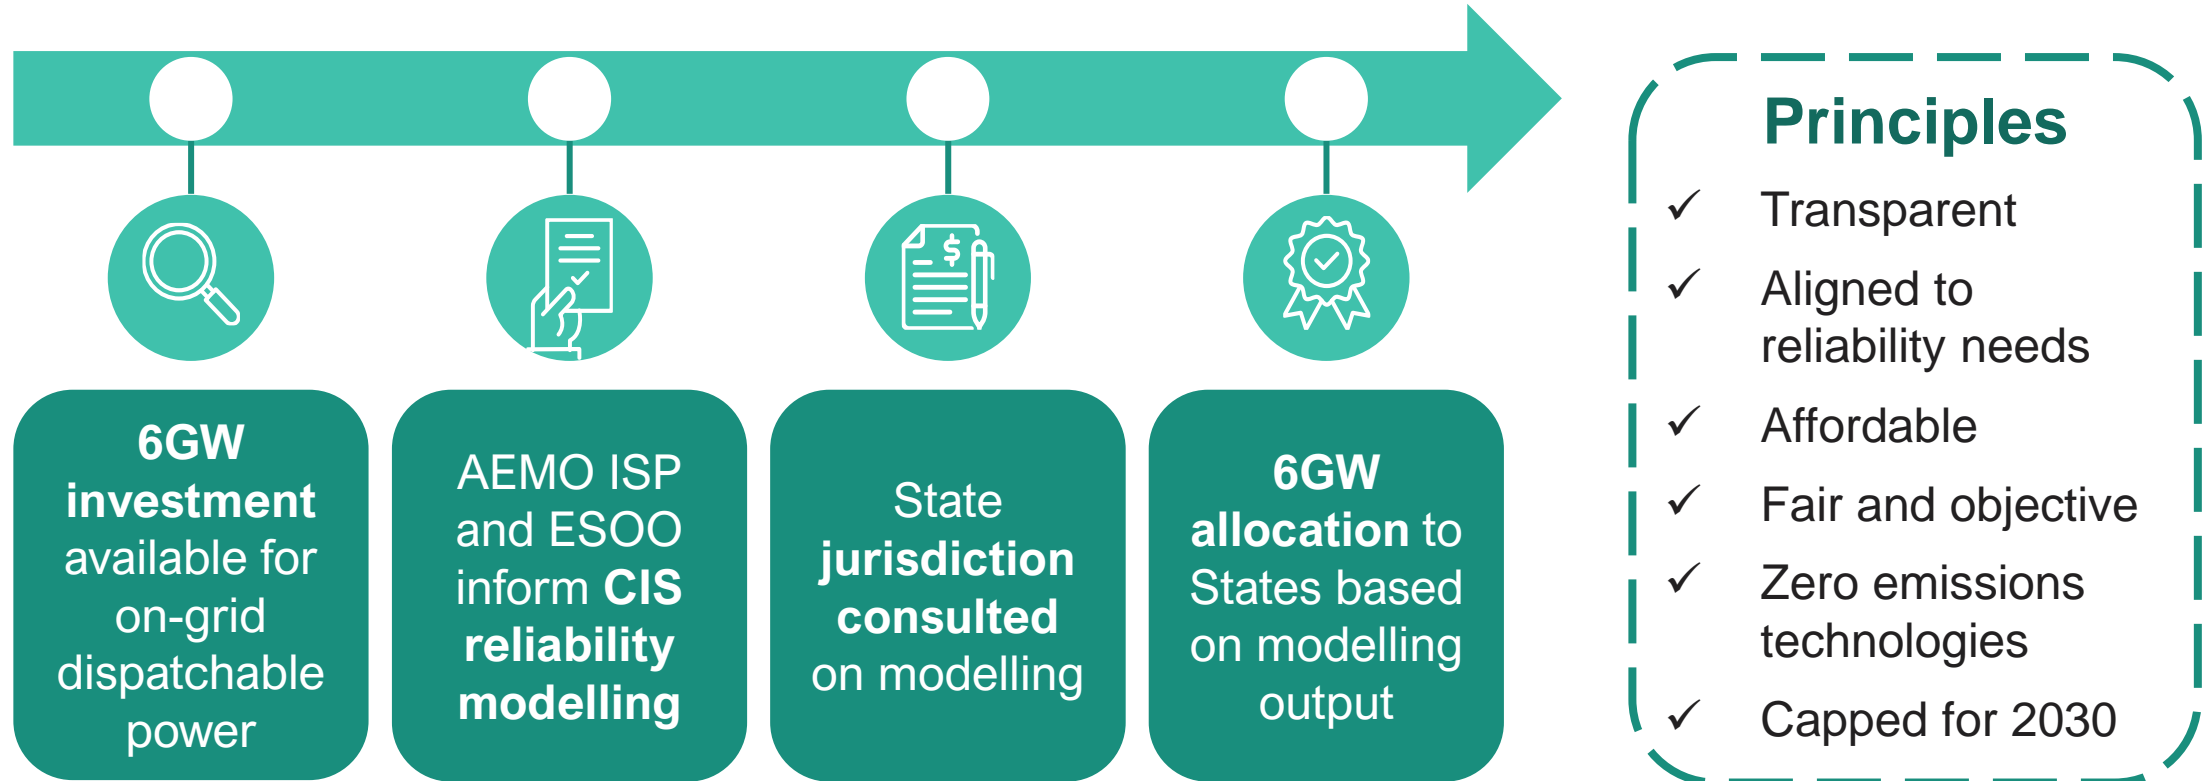 6GW
investment
available for
on-grid
dispatchable
power
AEMO ISP
and ESOO
inform CIS
reliability
modelling
$
State
jurisdiction
consulted
on modelling
6GW
allocation to
States based
on modelling
output
Principles
✓ Transparent
✓ Aligned to
reliability needs
✓ Affordable
✓ Fair and objective
✓ Zero emissions
technologies
✓ Capped for 2030